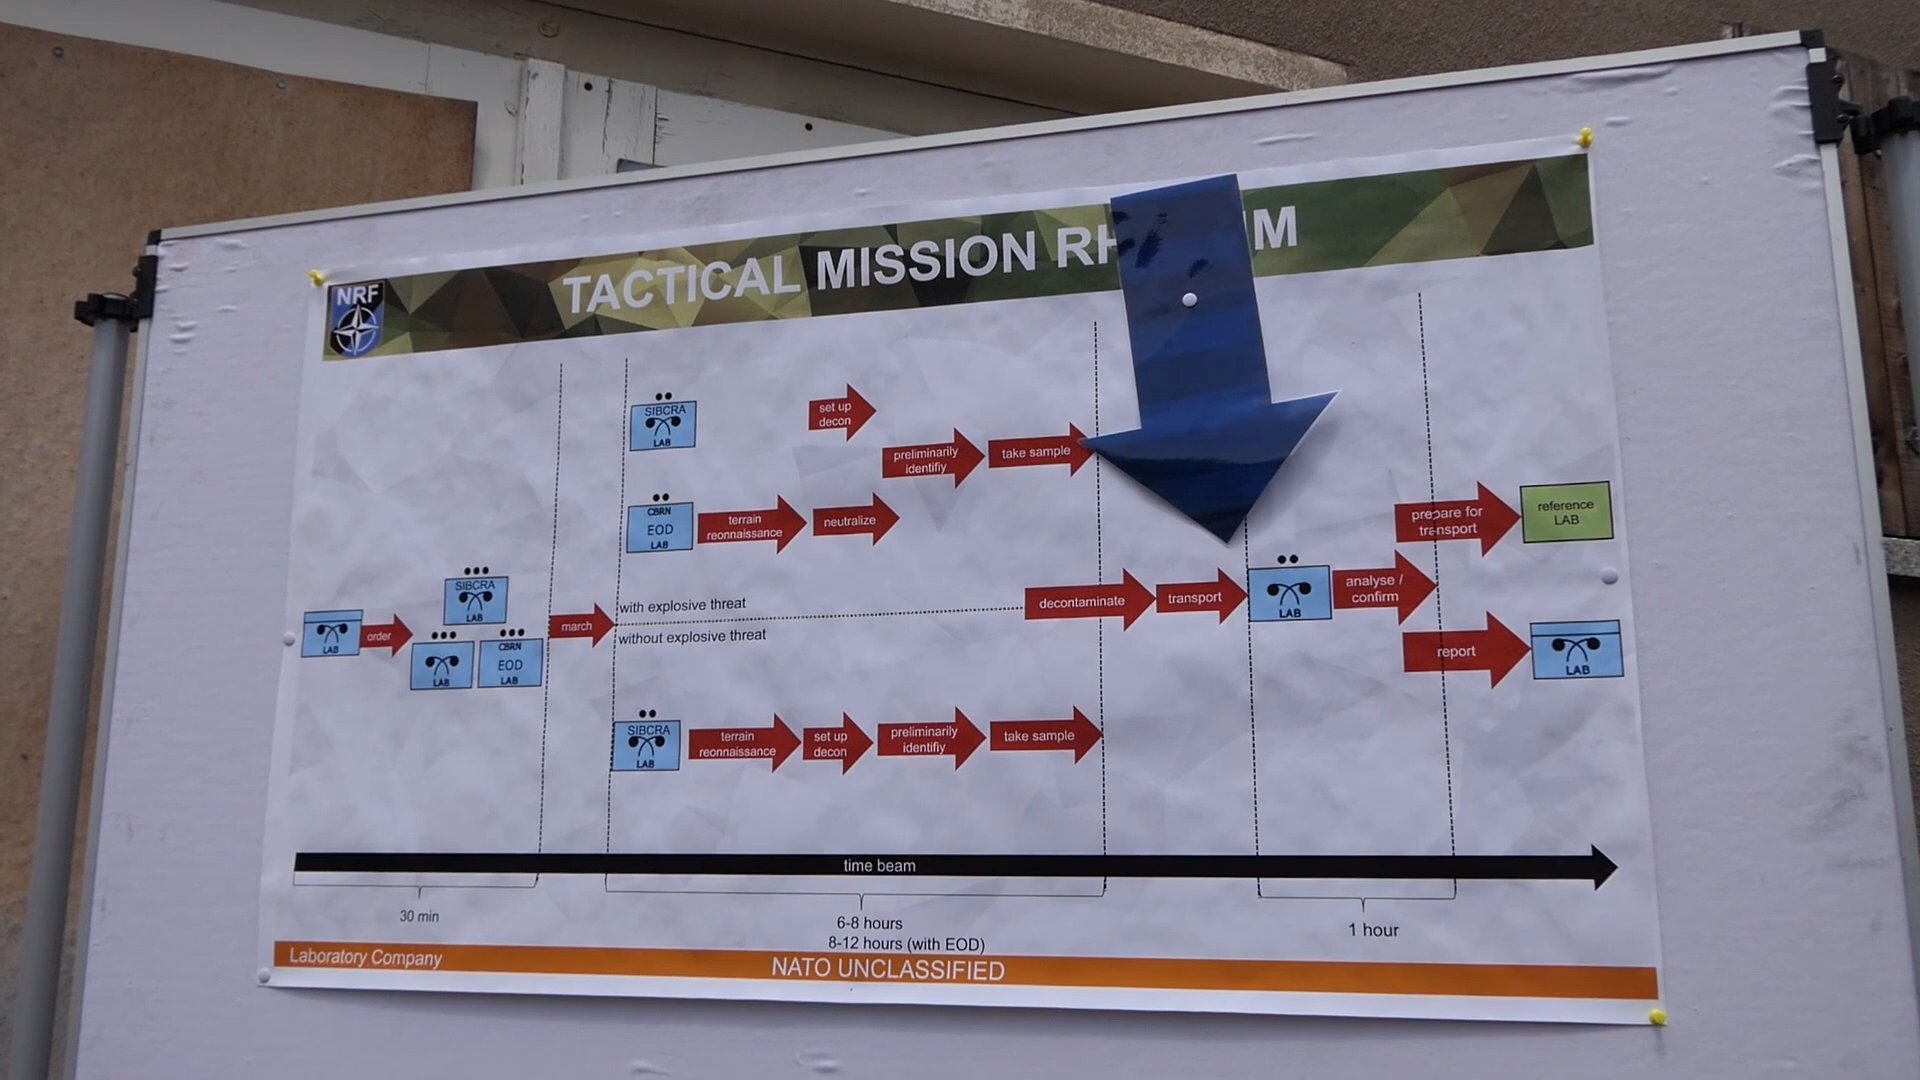 NRF
TACTICAL MISSION RH M
SIBCRA
LAB
set up
decon
preliminarily
identifiy
take sample
CBRN
EOD
LAB
terrain
reonnaissance
neutralize
prepare for
transport
reference
LAB
SIBCRA
LAB
LAB
order
LAB
CBRN
EOD
LAB
march
with explosive threat
without explosive threat
decontaminate
transport
LAB
analyse /
confirm
report
LAB
SIBCRA
LAB
terrain
reonnaissance
set up
decon
preliminarily
identifiy
take sample
time beam
30 min
6-8 hours
8-12 hours (with EOD)
1 hour
Laboratory Company
NATO UNCLASSIFIED